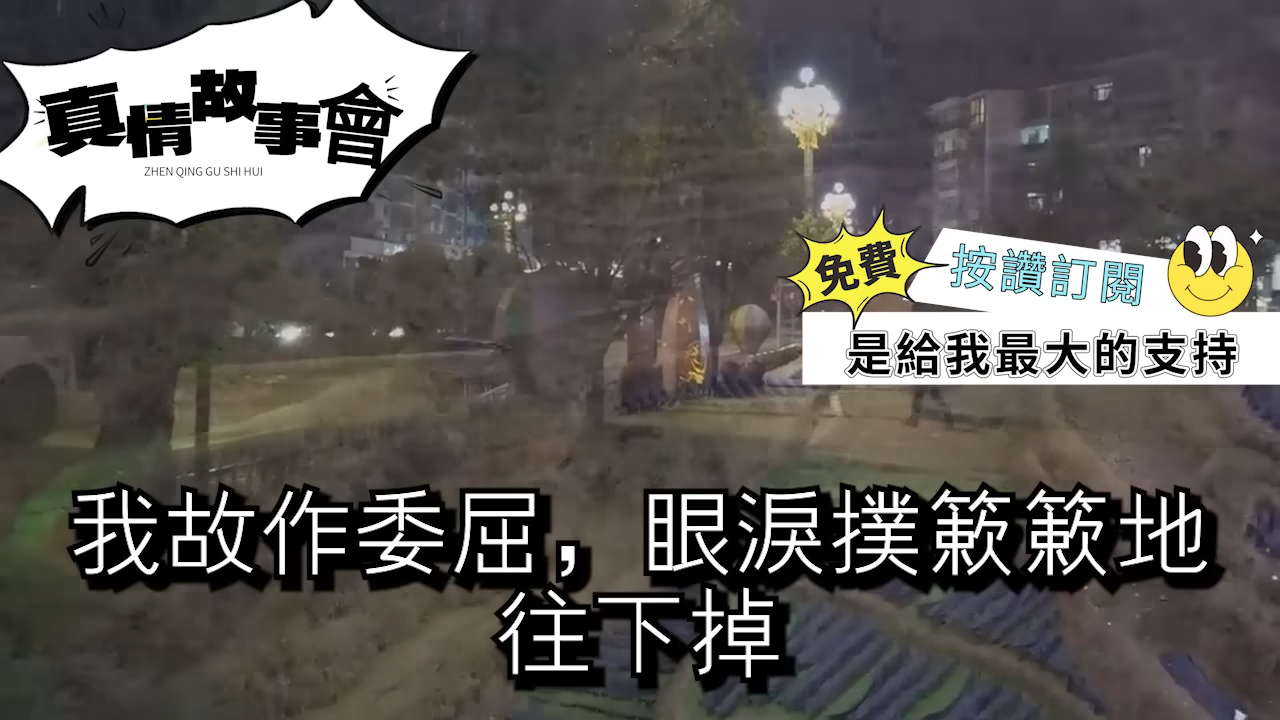 真情故事會
ZHEN QING GU SHI HUI
免費
按讚訂閱
是給我最大的支持
我故作委屈，眼淚撲簌簌地
往下掉